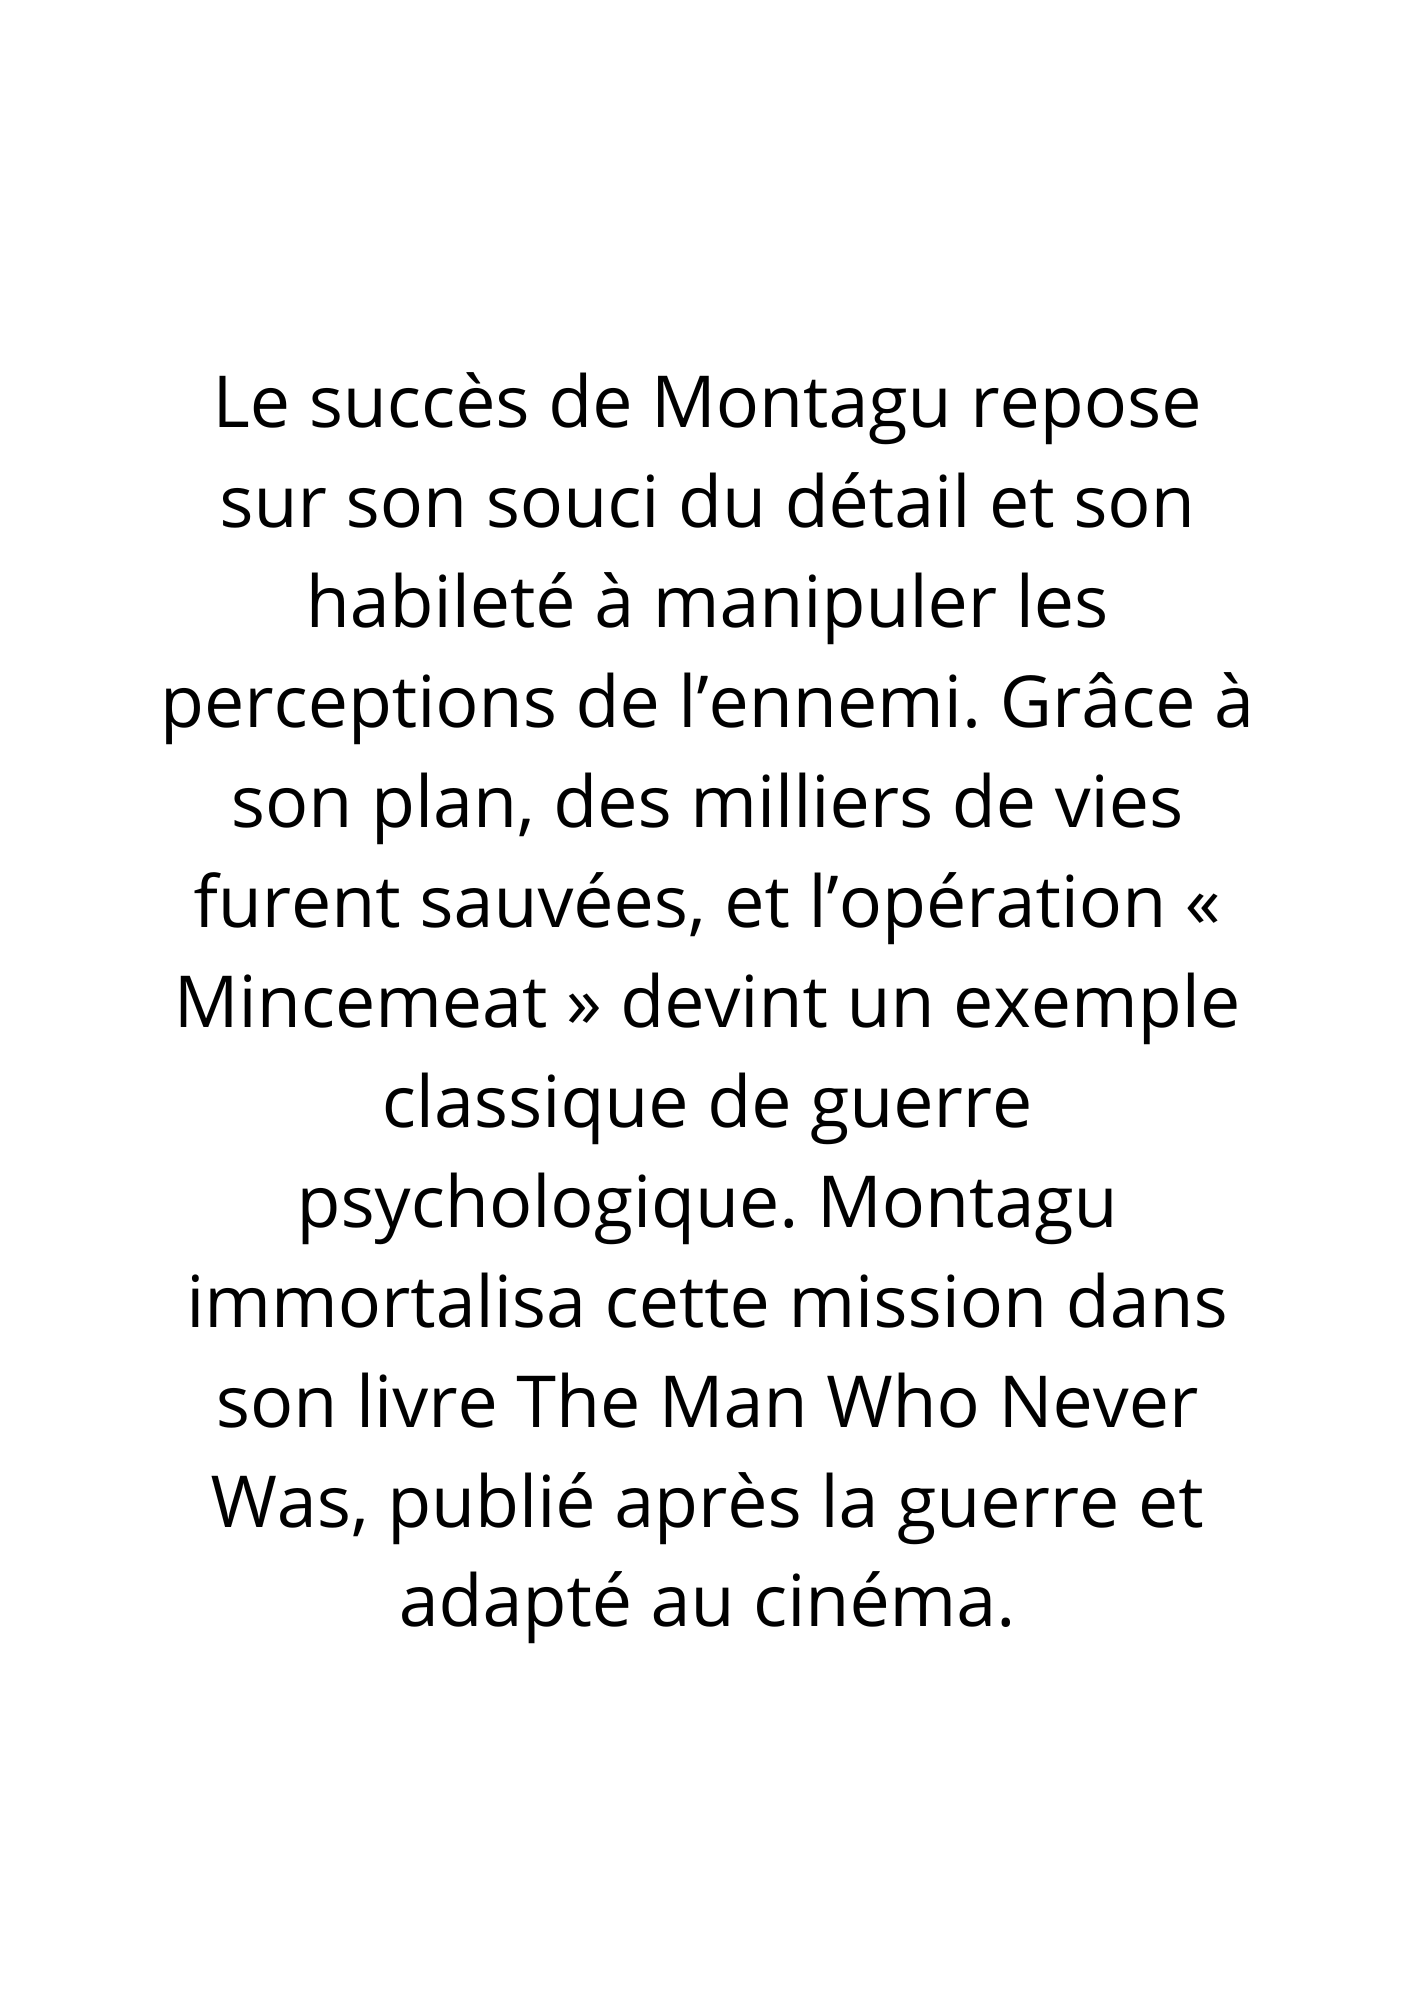 Le succès de Montagu repose
sur son souci du détail et son
habileté à manipuler les
perceptions de l’ennemi. Grâce à
son plan, des milliers de vies
furent sauvées, et l’opération «
Mincemeat » devint un exemple
classique de guerre
psychologique. Montagu
immortalisa cette mission dans
son livre The Man Who Never
Was, publié après la guerre et
adapté au cinéma.